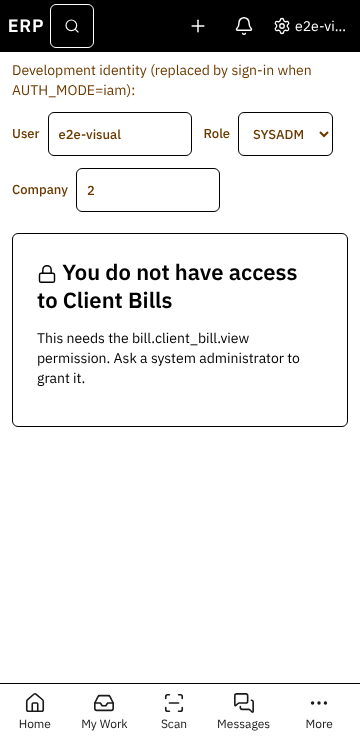 ERP
e2e-vi...
Development identity (replaced by sign-in when
AUTH_MODE=iam):
User e2e-visual Role SYSADM
Company 2
You do not have access
to Client Bills
This needs the bill.client_bill.view
permission. Ask a system administrator to
grant it.
Home My Work Scan Messages More